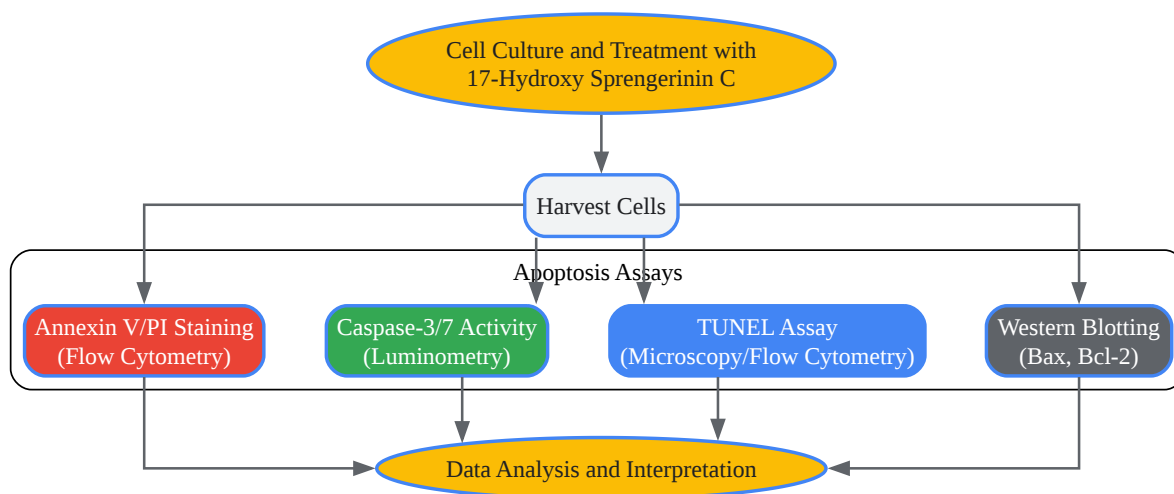 Cell Culture and Treatment with
17-Hydroxy Sprengerinin C
Harvest Cells
Apoptosis Assays
Annexin V/PI Staining
(Flow Cytometry)
Caspase-3/7 Activity
(Luminometry)
TUNEL Assay
(Microscopy/Flow Cytometry)
Western Blotting
(Bax, Bcl-2)
Data Analysis and Interpretation